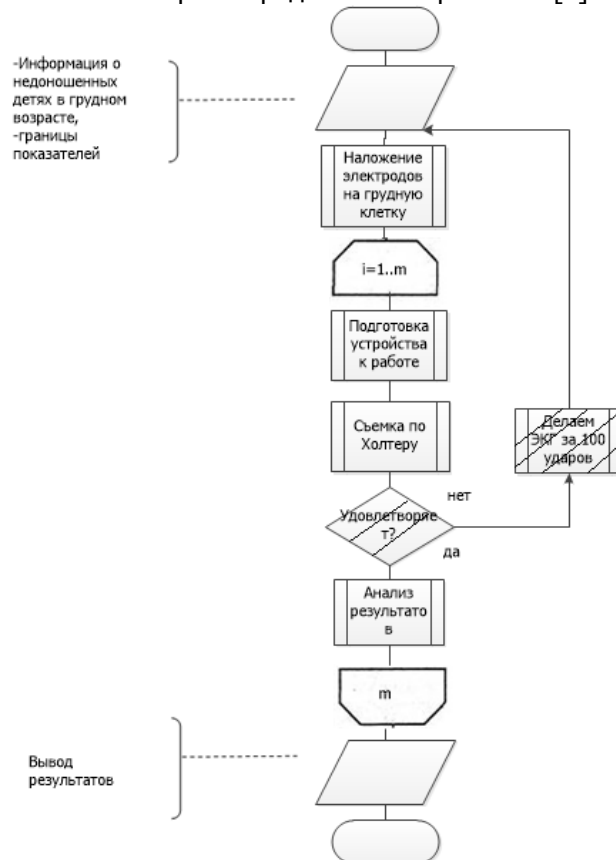 -Информация о
недоношенных
детях в грудном
возрасте,
-границы
показателей
Наложение
электродов
на грудную
клетку
i=1..m
Подготовка
устройства
к работе
Съемка по
Холтеру
Делаем
ЭКГ за 100
ударов
нет
Удовлетворяе
т?
да
Анализ
результато
в
m
Вывод
результатов